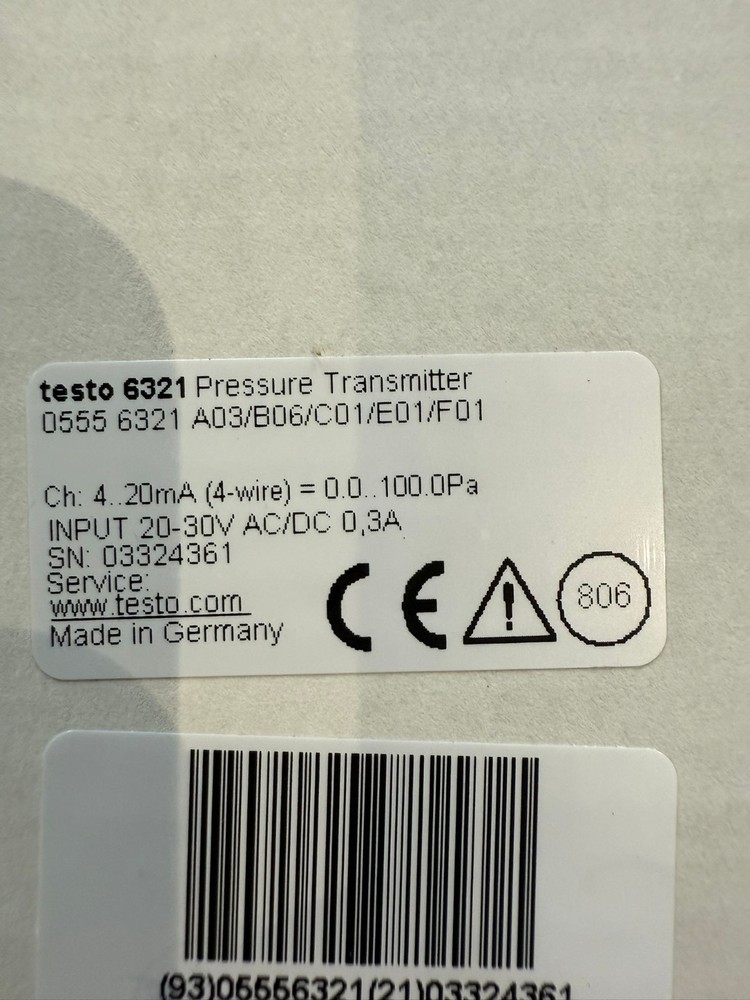 testo 6321 Pressure Transmitter
0555 6321 A03/B06/C01/E01/F01
Ch: 4..20mA (4-wire) = 0.0..100.0Pa
INPUT 20-30V AC/DC 0,3A
SN: 03324361
Service:
www.testo.com
Made in Germany
CE
806
(93)05556321(21)03324361